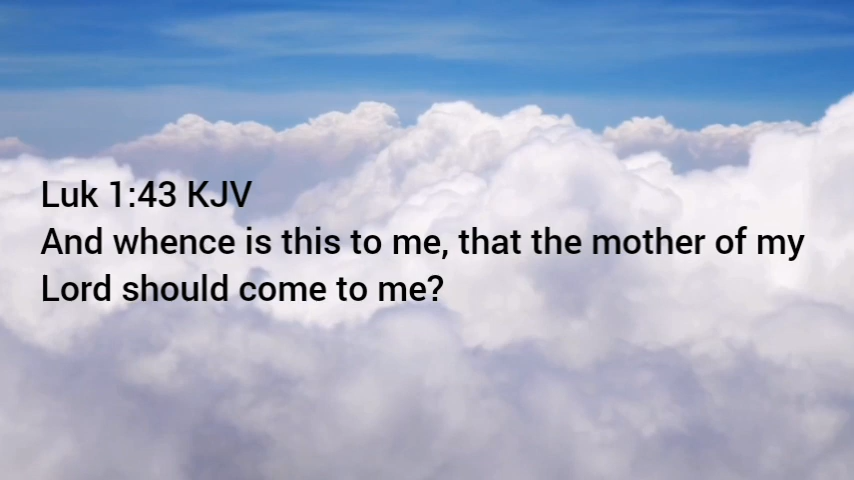 Luk 1:43 KJV
And whence is this to me, that the mother of my
Lord should come to me?